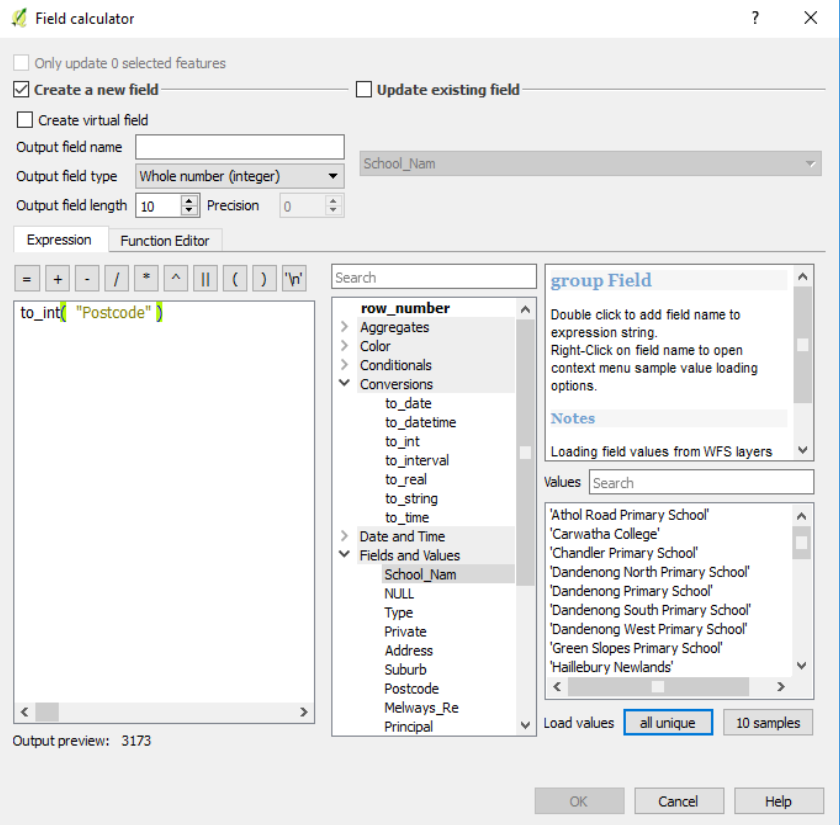 Field calculator
?
Only update 0 selected features
Create a new field
Update existing field
Create virtual field
Output field name
School_Nam
Output field type Whole number (integer)
Output field length 10 Precision 0
Expression Function Editor
= + - / * ^ || ( ) '\n'
to_int( "Postcode" )
Output preview: 3173
Search
row_number
Aggregates
Color
Conditionals
Conversions
to_date
to_datetime
to_int
to_interval
to_real
to_string
to_time
Date and Time
Fields and Values
School_Nam
NULL
Type
Private
Address
Suburb
Postcode
Melways_Re
Principal
group Field
Double click to add field name to
expression string.
Right-Click on field name to open
context menu sample value loading
options.
Notes
Loading field values from WFS layers
Values Search
'Athol Road Primary School'
'Carwatha College'
'Chandler Primary School'
'Dandenong North Primary School'
'Dandenong Primary School'
'Dandenong South Primary School'
'Dandenong West Primary School'
'Green Slopes Primary School'
'Haillebury Newlands'
Load values all unique 10 samples
OK Cancel Help